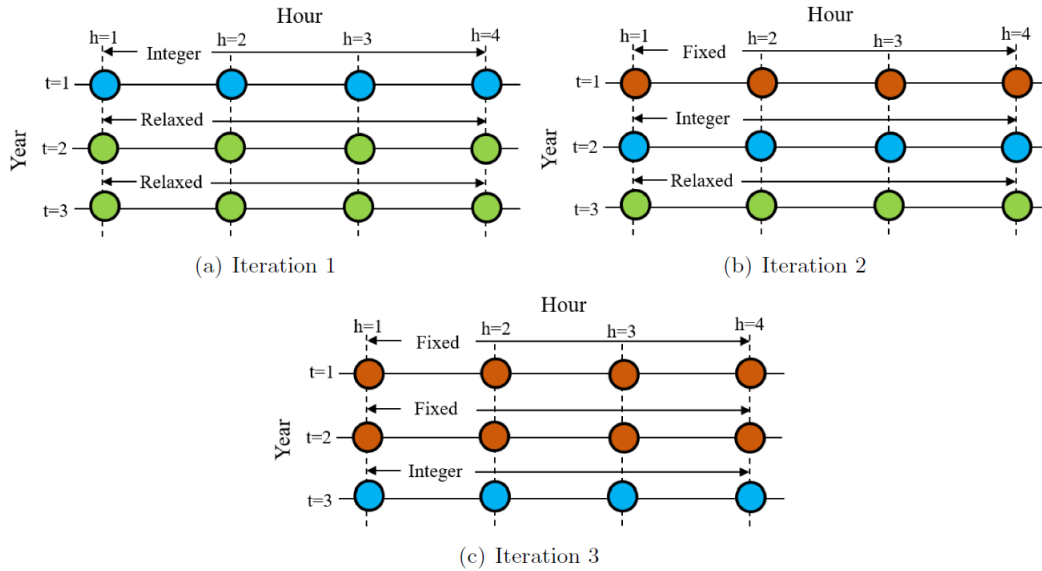 Hour
h=1 h=2 h=3 h=4
Integer
t=1
Relaxed
t=2
Relaxed
t=3
Year
(a) Iteration 1
Hour
h=1 h=2 h=3 h=4
Fixed
t=1
Integer
t=2
Relaxed
t=3
Year
(b) Iteration 2
Hour
h=1 h=2 h=3 h=4
Fixed
t=1
Fixed
t=2
Integer
t=3
Year
(c) Iteration 3